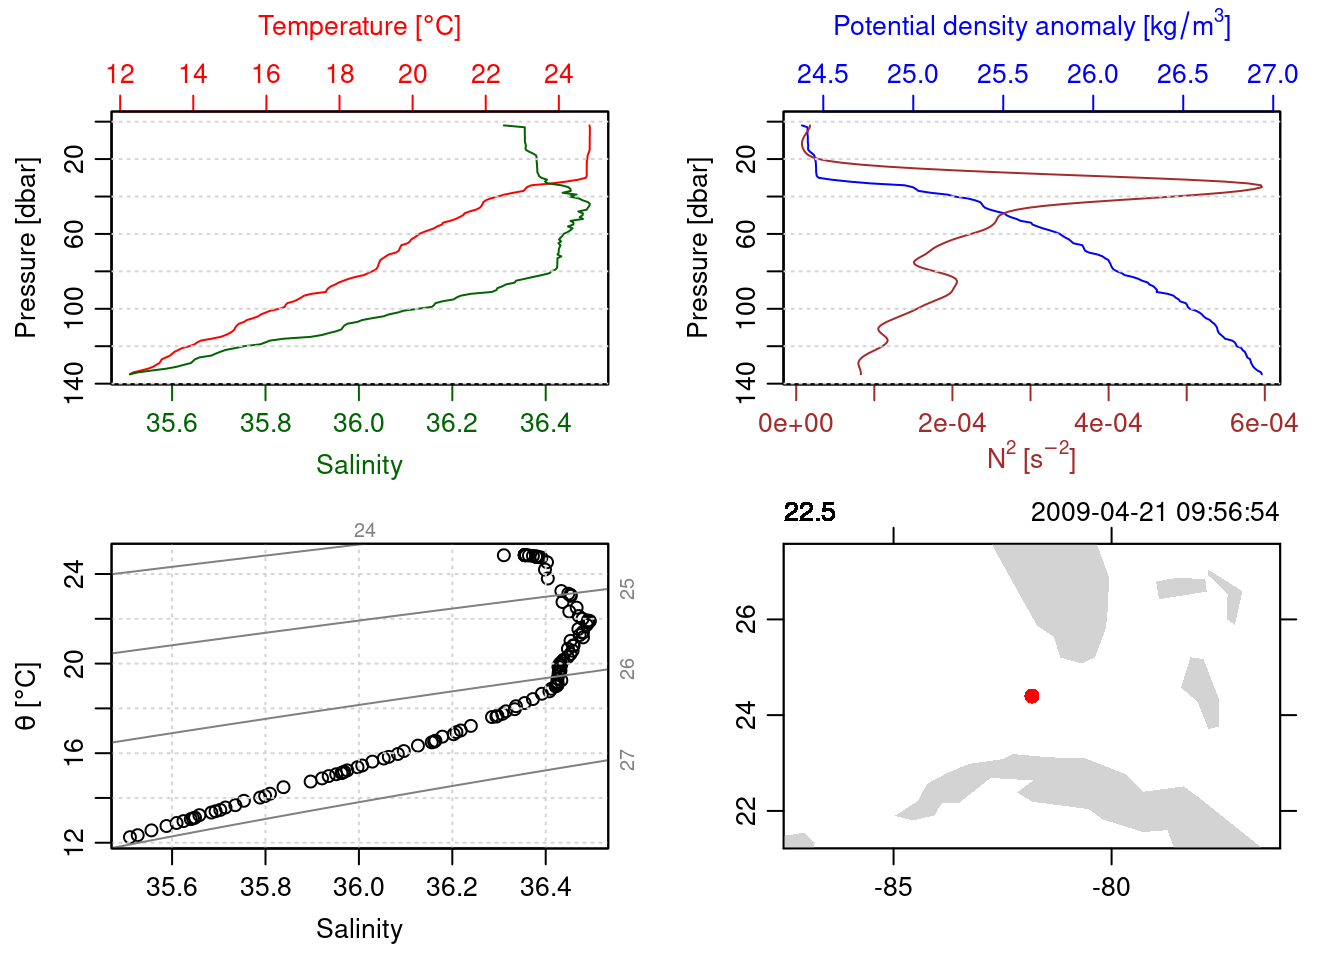 Temperature [°C]
12 14 16 18 20 22 24
Pressure [dbar]
20
60
100
140
35.6 35.8 36.0 36.2 36.4
Salinity
Potential density anomaly [kg/m³]
24.5 25.0 25.5 26.0 26.5 27.0
Pressure [dbar]
20
60
100
140
0e+00 2e-04 4e-04 6e-04
N² [s⁻²]
24
25
26
27
θ [°C]
24
20
16
12
35.6 35.8 36.0 36.2 36.4
Salinity
22.5 2009-04-21 09:56:54
26
24
22
-85 -80